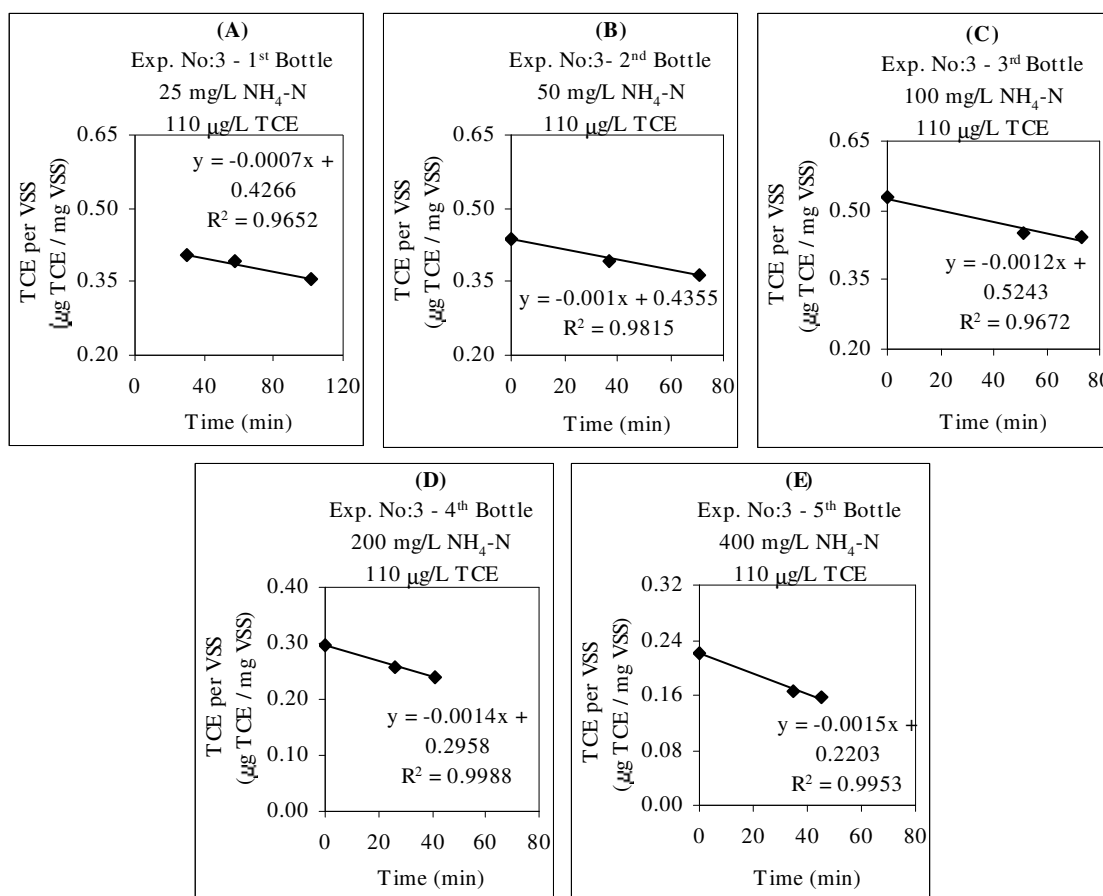 (A)
Exp. No:3 - 1st Bottle
25 mg/L NH4-N
110 μg/L TCE
0.65
0.50
0.35
0.20
TCE per VSS
(μg TCE / mg VSS)
y = -0.0007x +
0.4266
R2 = 0.9652
0 40 80 120
Time (min)
(B)
Exp. No:3- 2nd Bottle
50 mg/L NH4-N
110 μg/L TCE
0.65
0.50
0.35
0.20
TCE per VSS
(μg TCE / mg VSS)
y = -0.001x + 0.4355
R2 = 0.9815
0 20 40 60 80
Time (min)
(C)
Exp. No:3 - 3rd Bottle
100 mg/L NH4-N
110 μg/L TCE
0.65
0.50
0.35
0.20
TCE per VSS
(μg TCE / mg VSS)
y = -0.0012x +
0.5243
R2 = 0.9672
0 20 40 60 80
Time (min)
(D)
Exp. No:3 - 4th Bottle
200 mg/L NH4-N
110 μg/L TCE
0.40
0.30
0.20
0.10
0.00
TCE per VSS
(μg TCE / mg VSS)
y = -0.0014x +
0.2958
R2 = 0.9988
0 20 40 60 80
Time (min)
(E)
Exp. No:3 - 5th Bottle
400 mg/L NH4-N
110 μg/L TCE
0.32
0.24
0.16
0.08
0.00
TCE per VSS
(μg TCE / mg VSS)
y = -0.0015x +
0.2203
R2 = 0.9953
0 20 40 60 80
Time (min)